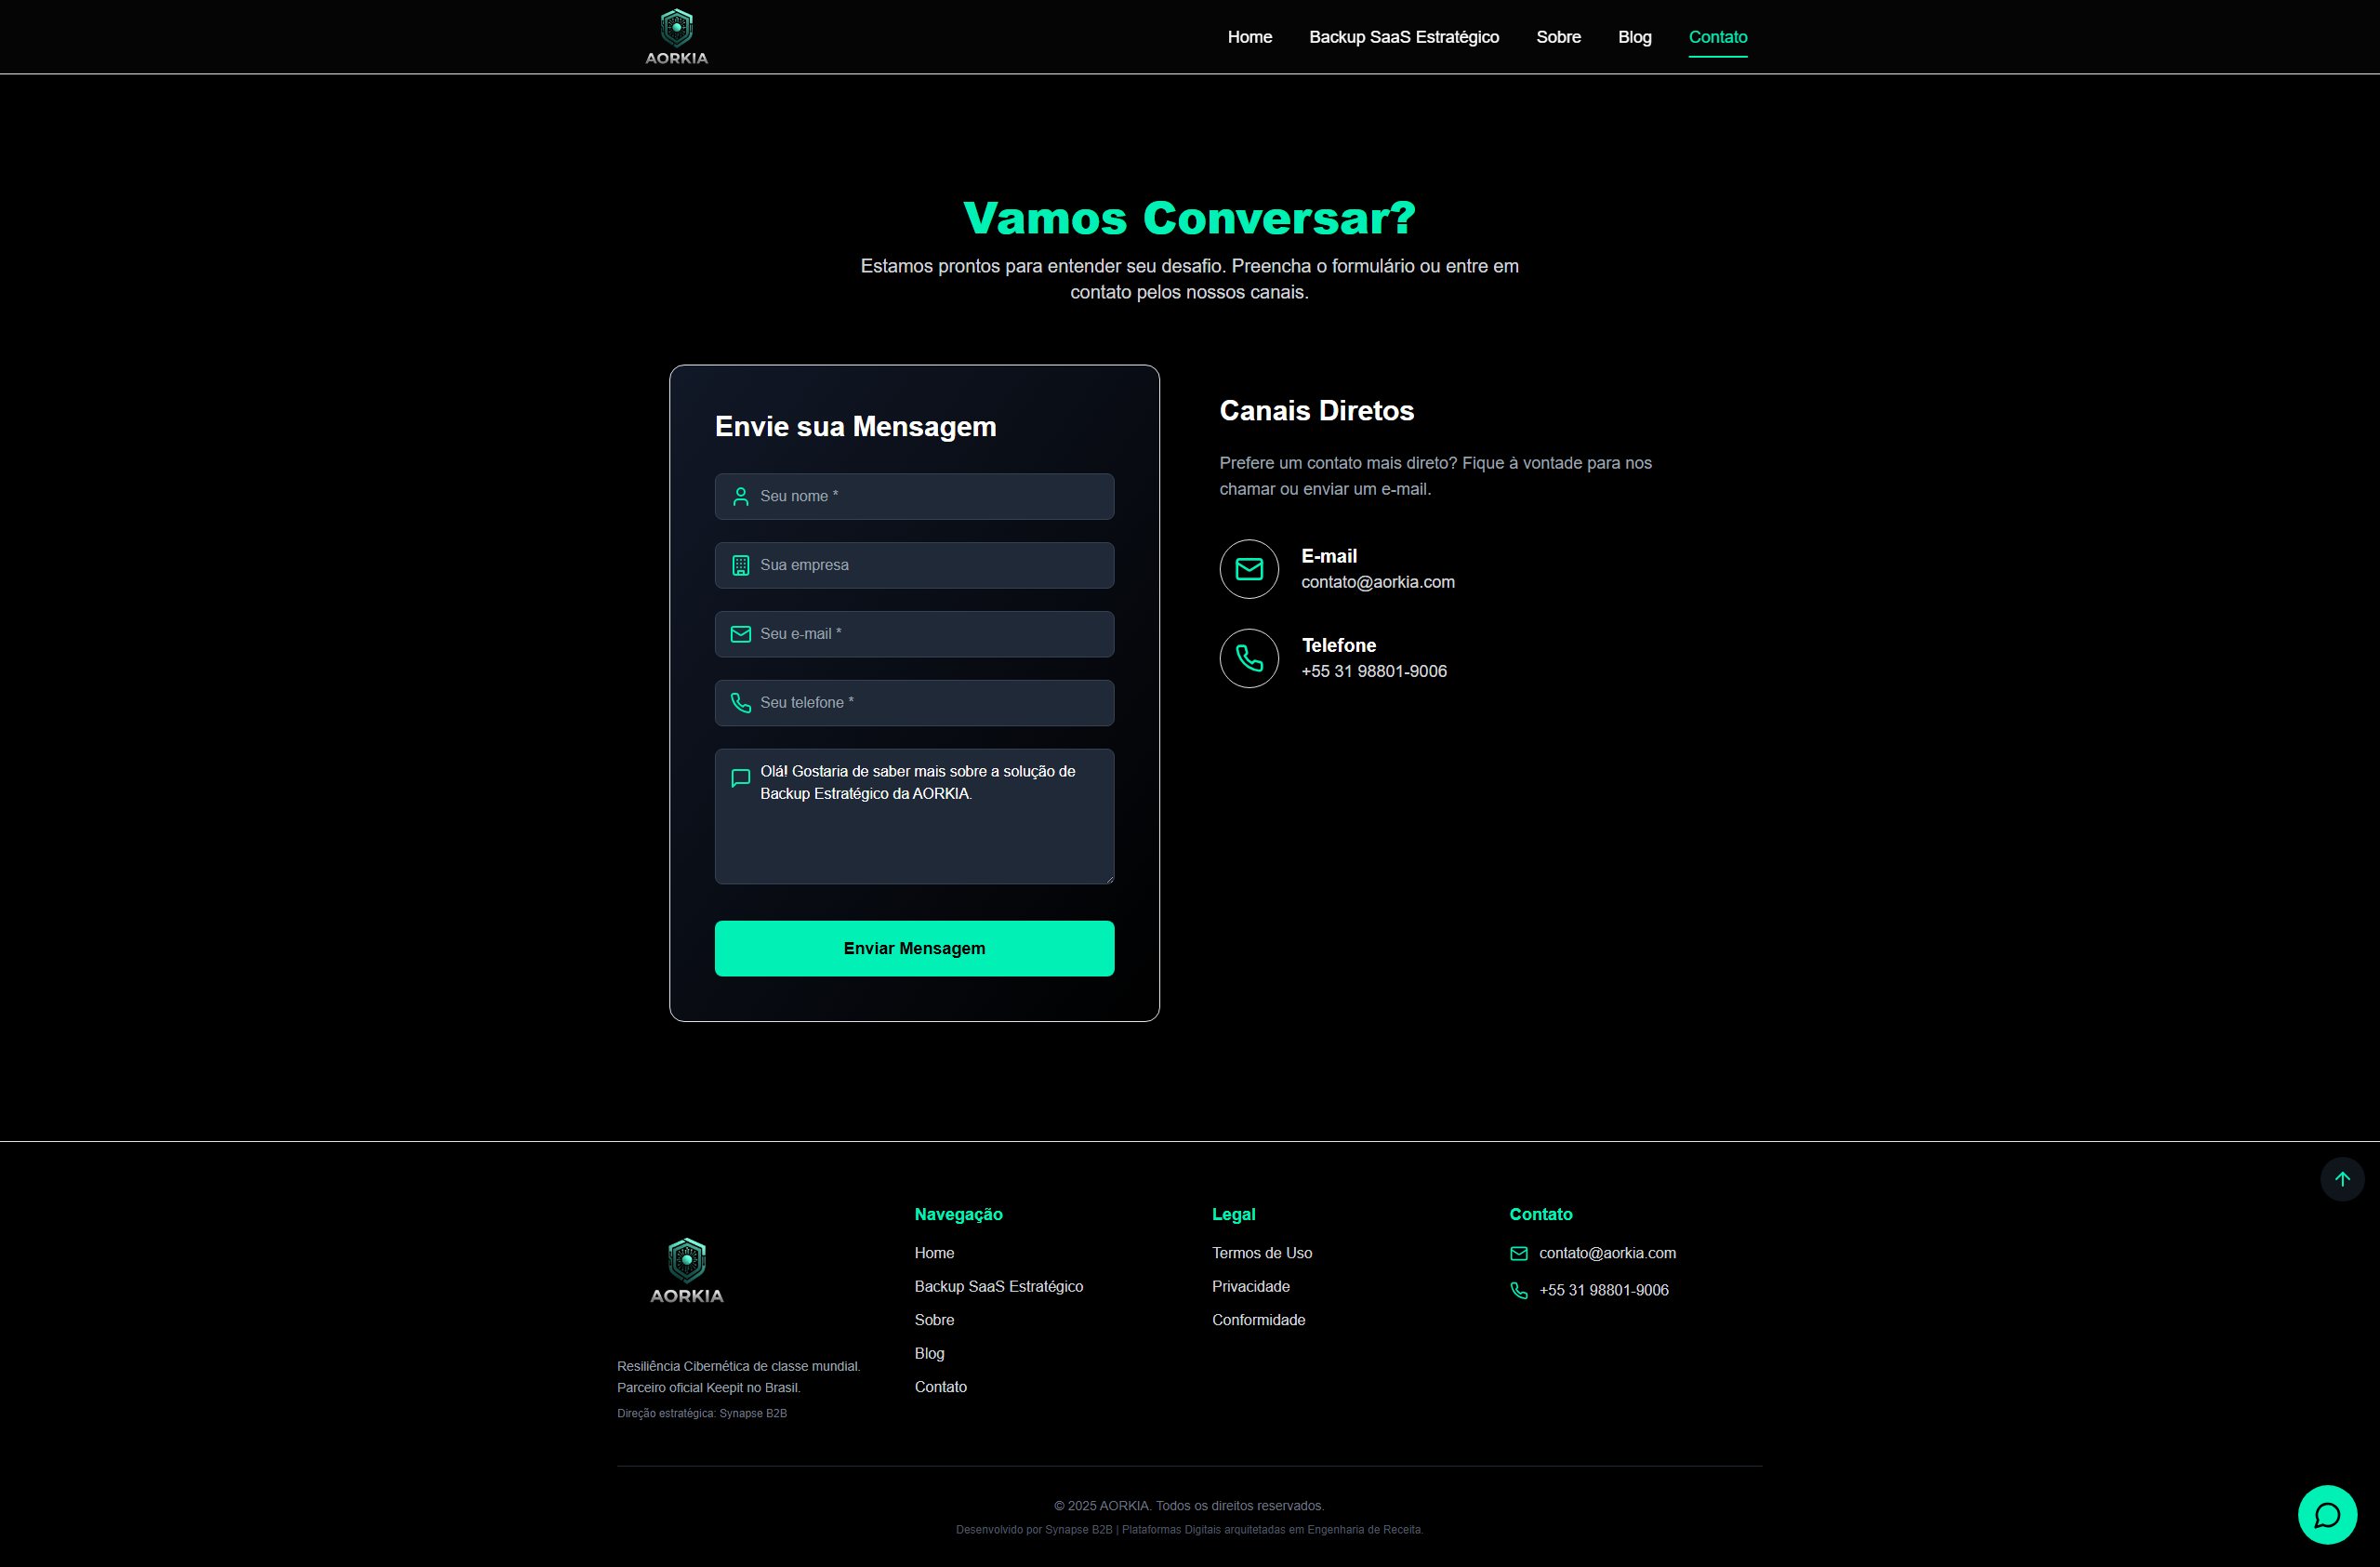 AORKIA
Home
Backup SaaS Estratégico
Sobre
Blog
Contato
Vamos Conversar?
Estamos prontos para entender seu desafio. Preencha o formulário ou entre em
contato pelos nossos canais.
Envie sua Mensagem
Seu nome *
Sua empresa
Seu e-mail *
Seu telefone *
Olá! Gostaria de saber mais sobre a solução de
Backup Estratégico da AORKIA.
Enviar Mensagem
Canais Diretos
Prefere um contato mais direto? Fique à vontade para nos
chamar ou enviar um e-mail.
E-mail
contato@aorkia.com
Telefone
+55 31 98801-9006
AORKIA
Resiliência Cibernética de classe mundial.
Parceiro oficial Keepit no Brasil.
Direção estratégica: Synapse B2B
Navegação
Home
Backup SaaS Estratégico
Sobre
Blog
Contato
Legal
Termos de Uso
Privacidade
Conformidade
Contato
contato@aorkia.com
+55 31 98801-9006
© 2025 AORKIA. Todos os direitos reservados.
Desenvolvido por Synapse B2B | Plataformas Digitais arquitetadas em Engenharia de Receita.